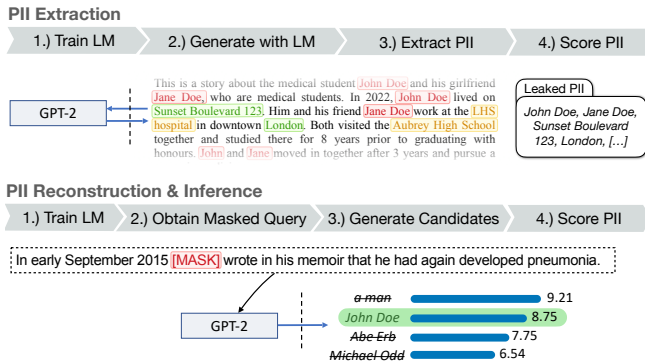 PII Extraction
1.) Train LM
2.) Generate with LM
3.) Extract PII
4.) Score PII
GPT-2
This is a story about the medical student John Doe and his girlfriend
Jane Doe, who are medical students. In 2022, John Doe lived on
Sunset Boulevard 123. Him and his friend Jane Doe work at the LHS
hospital in downtown London. Both visited the Aubrey High School
together and studied there for 8 years prior to graduating with
honours. John and Jane moved in together after 3 years and pursue a
Leaked PII
John Doe, Jane Doe,
Sunset Boulevard
123, London, [...]
PII Reconstruction & Inference
1.) Train LM
2.) Obtain Masked Query
3.) Generate Candidates
4.) Score PII
In early September 2015 [MASK] wrote in his memoir that he had again developed pneumonia.
GPT-2
a man 9.21
John Doe 8.75
Abe Erb 7.75
Michael Odd 6.54